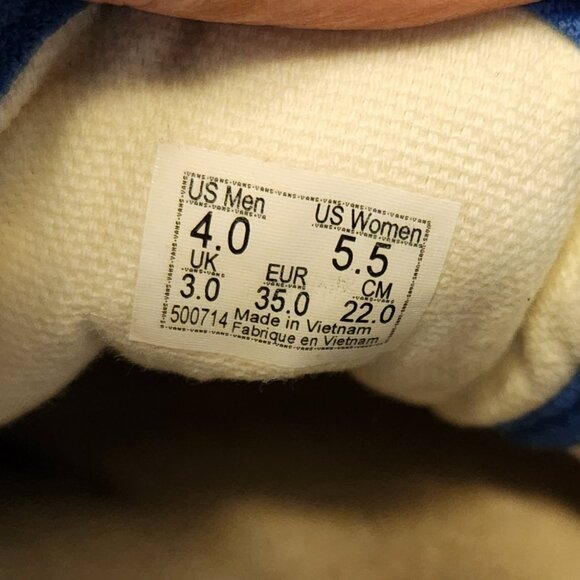 US Men US Women
4.0 5.5
UK EUR CM
3.0 35.0 22.0
500714 Made in Vietnam
Fabrique en Vietnam